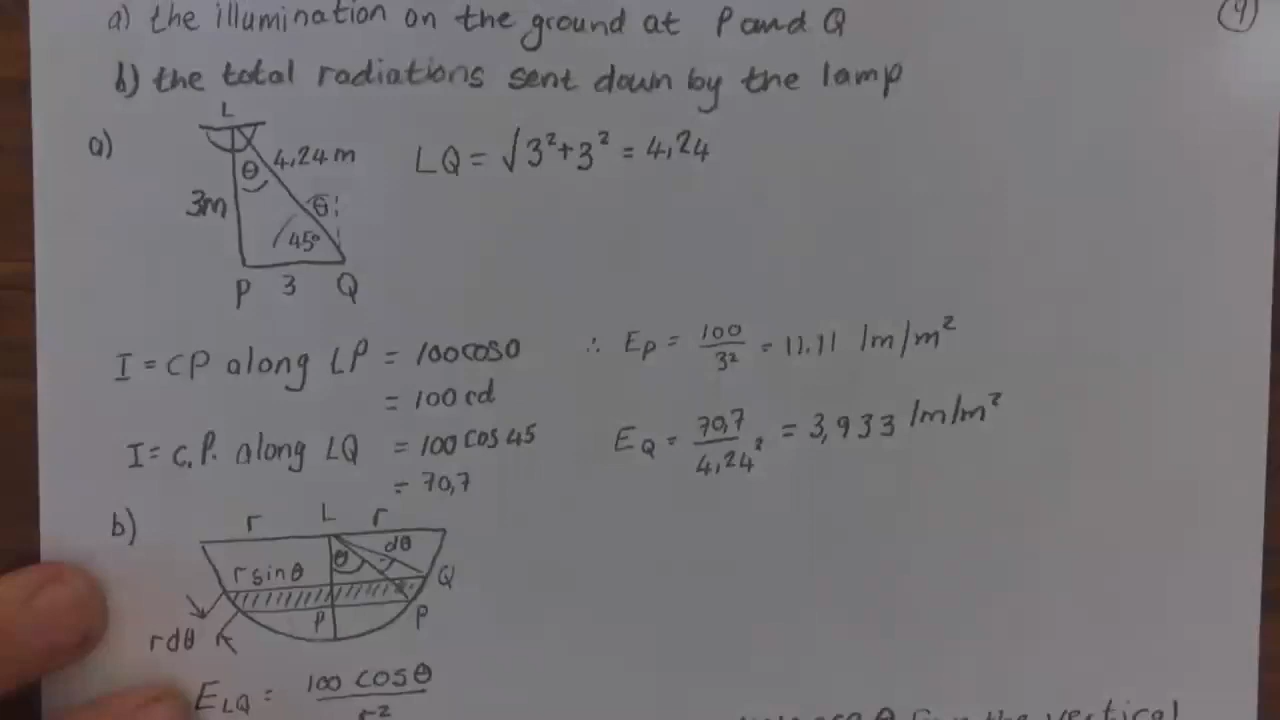 a) the illumination on the ground at P and Q
(9)
b) the total radiations sent down by the lamp
a)
L
θ
4,24 m
3m
θ
45°
P 3 Q
LQ = √3²+3² = 4,24
I = CP along LP = 100cosθ
= 100 cd
∴ Ep = 100/3² = 11.11 lm/m²
I = C.P. along LQ = 100 cos 45
= 70,7
EQ = 70,7/4,24² = 3,933 lm/m²
b)
r L r
θ dθ
r sinθ
Q
P P
rdθ
ELQ = 100 cosθ/r²
the vertical